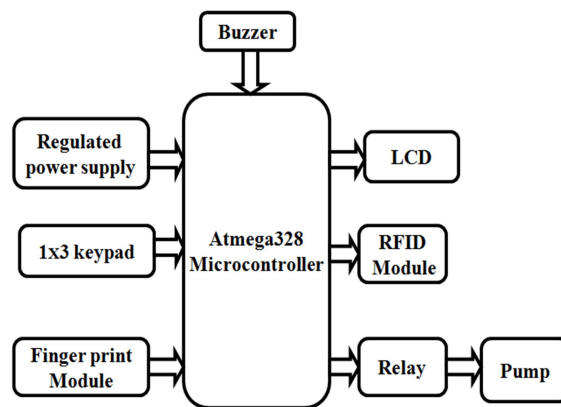 Buzzer
Regulated
power supply
LCD
1x3 keypad
Atmega328
Microcontroller
RFID
Module
Finger print
Module
Relay
Pump